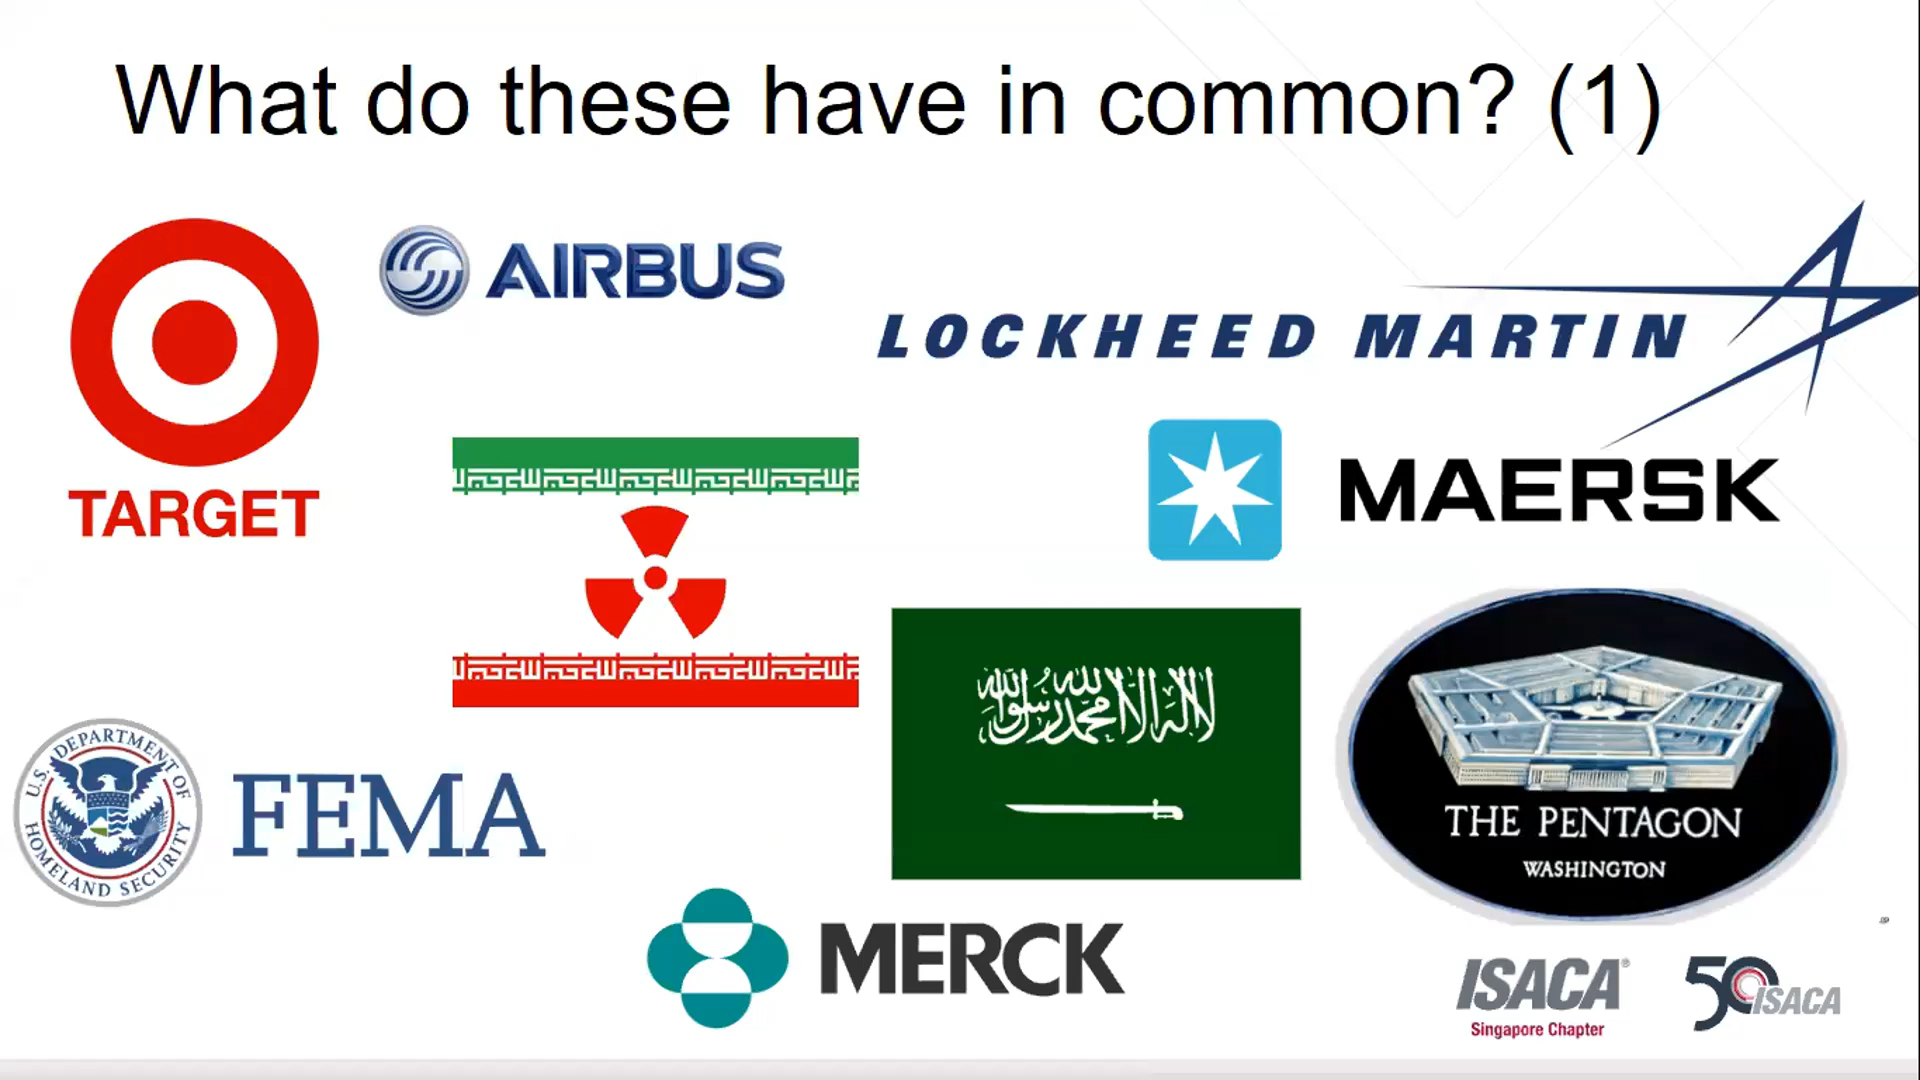 What do these have in common? (1)
AIRBUS
LOCKHEED MARTIN
TARGET
MAERSK
لا إله إلا الله محمد رسول الله
U.S. DEPARTMENT OF
HOMELAND SECURITY
FEMA
THE PENTAGON
WASHINGTON
MERCK
ISACA®
Singapore Chapter
50 ISACA